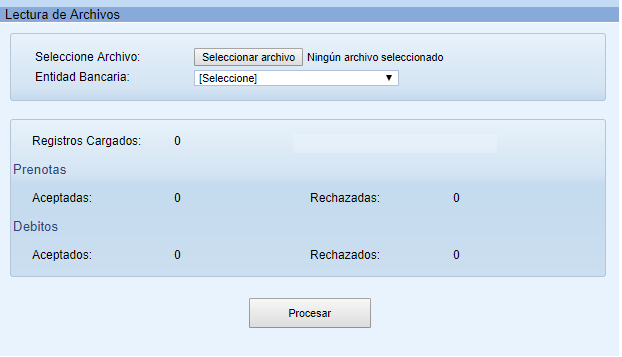 Lectura de Archivos
Seleccione Archivo: Seleccionar archivo Ningún archivo seleccionado
Entidad Bancaria: [Seleccione]
Registros Cargados: 0
Prenotas
Aceptadas: 0 Rechazadas: 0
Debitos
Aceptados: 0 Rechazados: 0
Procesar